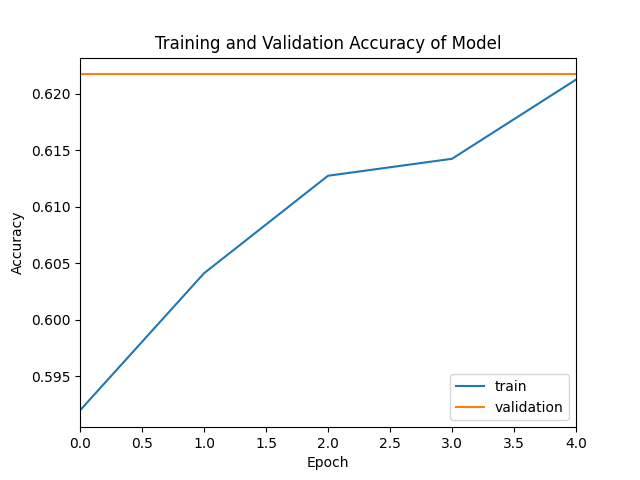 Training and Validation Accuracy of Model
0.620
0.615
0.610
0.605
0.600
0.595
Accuracy
train
validation
0.0 0.5 1.0 1.5 2.0 2.5 3.0 3.5 4.0
Epoch